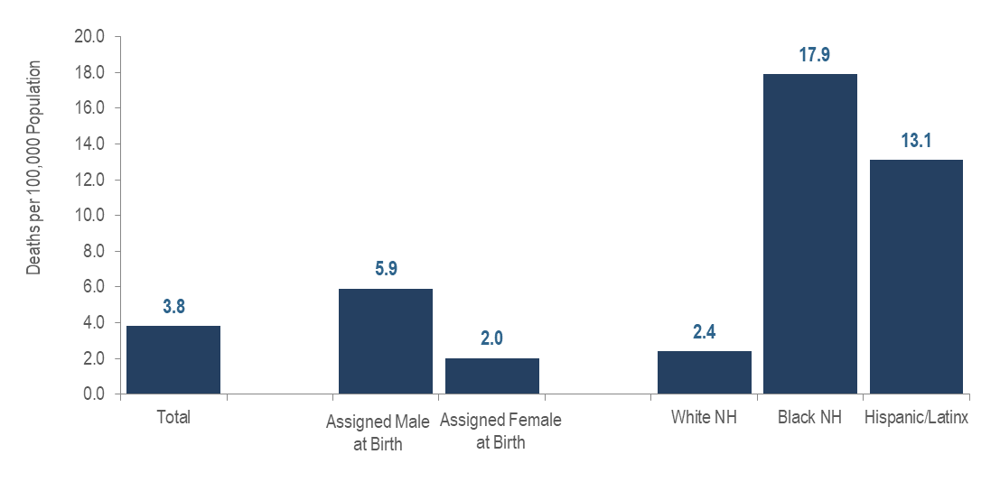 Deaths per 100,000 Population
20.0
18.0
16.0
14.0
12.0
10.0
8.0
6.0
4.0
2.0
0.0
3.8
5.9
2.0
2.4
17.9
13.1
Total
Assigned Male
at Birth
Assigned Female
at Birth
White NH
Black NH
Hispanic/Latinx